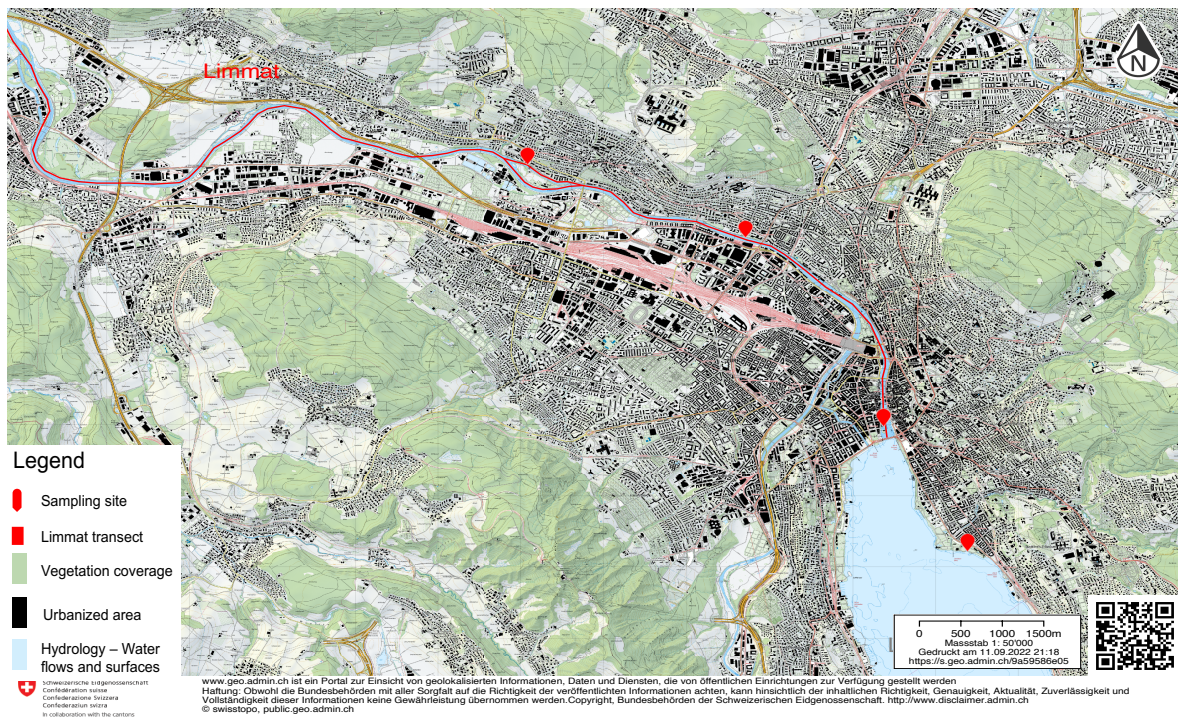 Limmat
N
Legend
Sampling site
Limmat transect
Vegetation coverage
Urbanized area
Hydrology – Water
flows and surfaces
0 500 1000 1500m
Massstab 1: 50'000
Gedruckt am 11.09.2022 21:18
https://s.geo.admin.ch/9a59586e05
Schweizerische Eidgenossenschaft
Confédération suisse
Confederazione Svizzera
Confederaziun svizra
In collaboration with the cantons
www.geo.admin.ch ist ein Portal zur Einsicht von geolokalisierten Informationen, Daten und Diensten, die von öffentlichen Einrichtungen zur Verfügung gestellt werden
Haftung: Obwohl die Bundesbehörden mit aller Sorgfalt auf die Richtigkeit der veröffentlichten Informationen achten, kann hinsichtlich der inhaltlichen Richtigkeit, Genauigkeit, Aktualität, Zuverlässigkeit und
Vollständigkeit dieser Informationen keine Gewährleistung übernommen werden.Copyright, Bundesbehörden der Schweizerischen Eidgenossenschaft. http://www.disclaimer.admin.ch
© swisstopo, public.geo.admin.ch